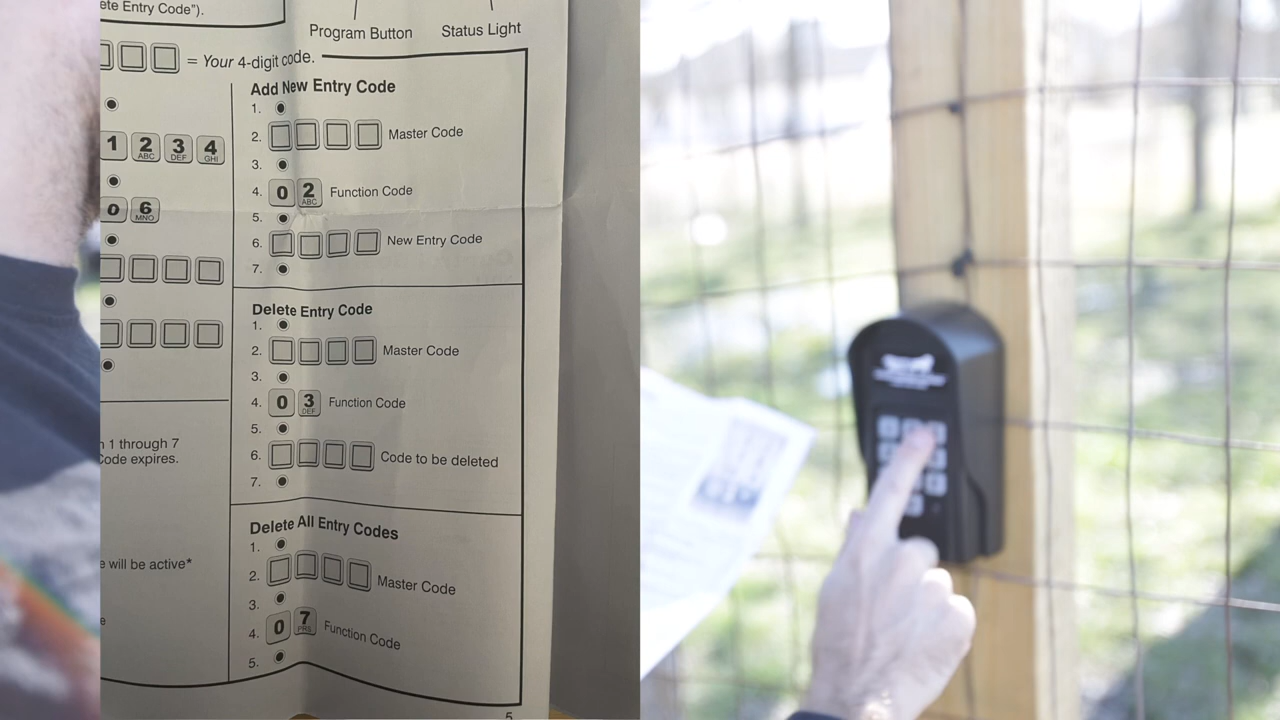 ete Entry Code").
Program Button
Status Light
= Your 4-digit code.
1 2 ABC 3 DEF 4 GHI
0 6 MNO
n 1 through 7
Code expires.
e will be active*
e
Add New Entry Code
1.
2. Master Code
3.
4. 0 2 ABC Function Code
5.
6. New Entry Code
7.
Delete Entry Code
1.
2. Master Code
3.
4. 0 3 DEF Function Code
5.
6. Code to be deleted
7.
Delete All Entry Codes
1.
2. Master Code
3.
4. 0 7 PRS Function Code
5.
5